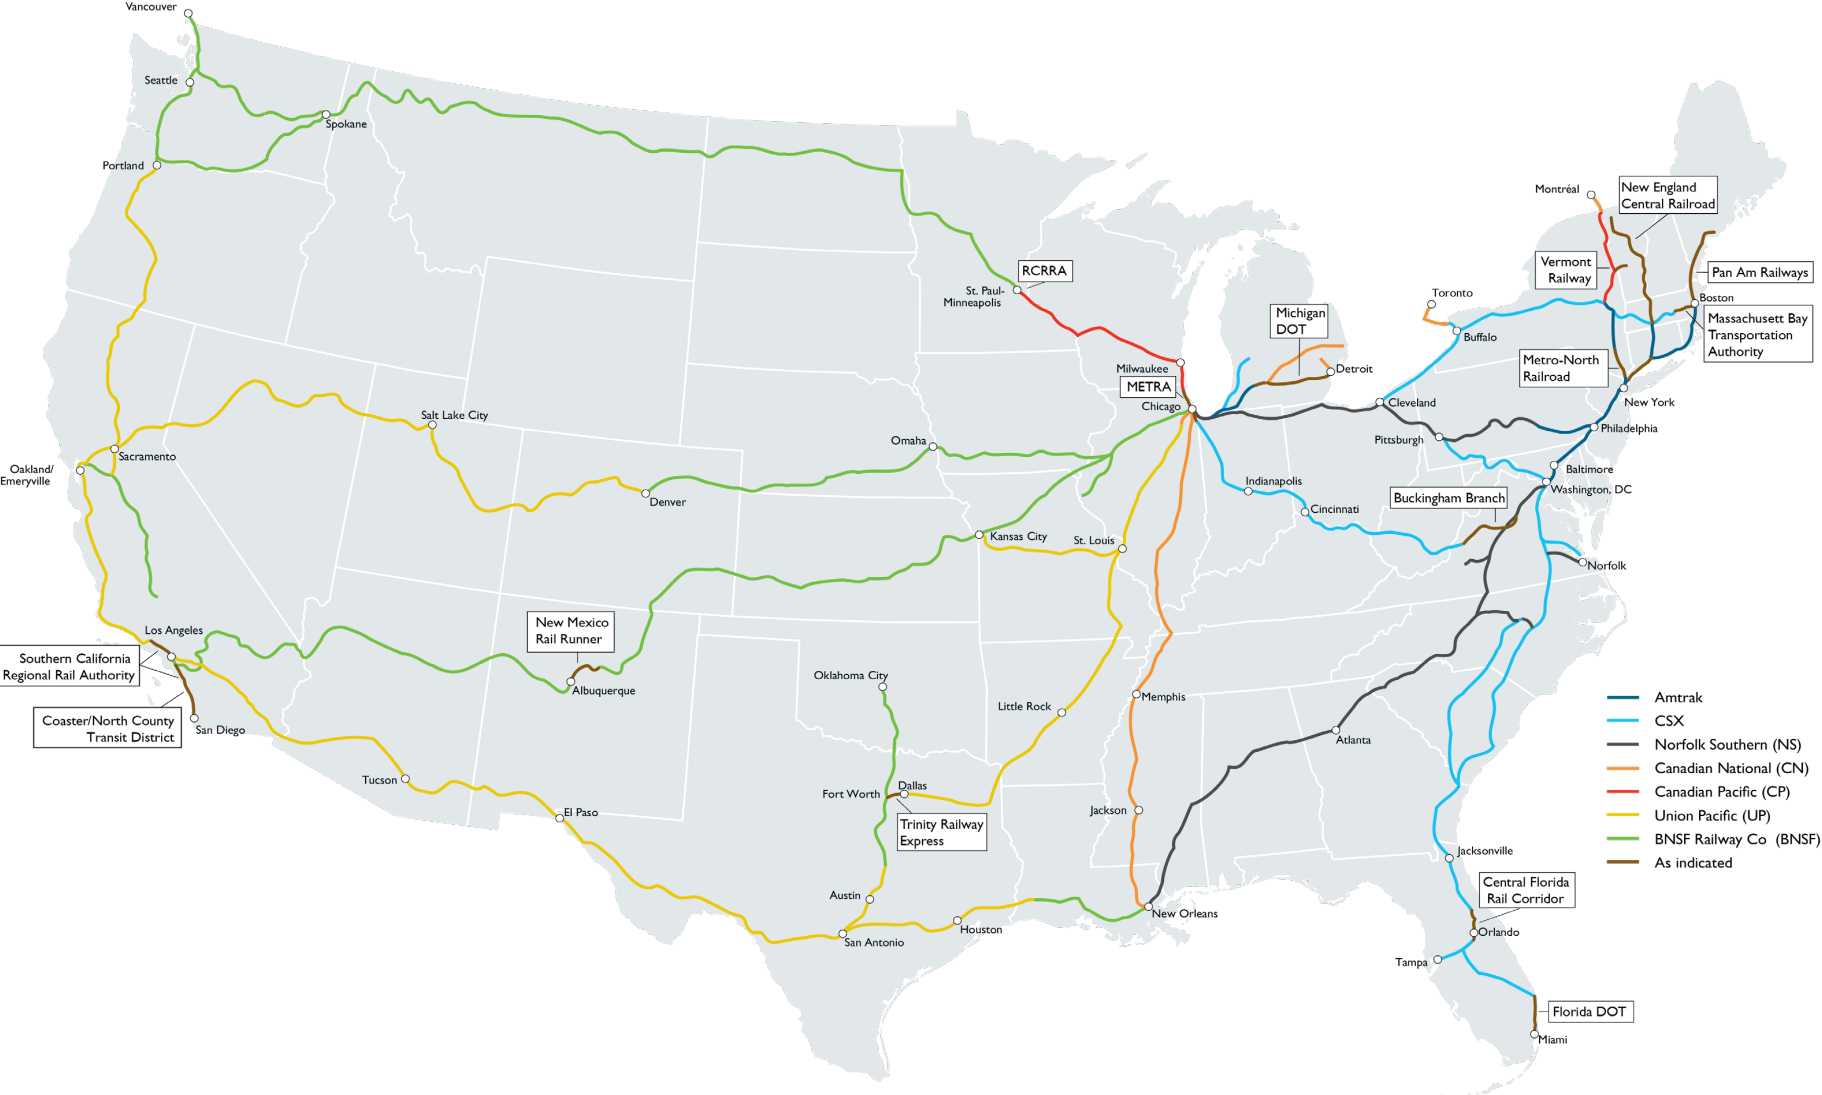 Vancouver
Seattle
Spokane
Portland
Montréal
New England
Central Railroad
Vermont
Railway
Pan Am Railways
RCRRA
St. Paul-
Minneapolis
Toronto
Boston
Michigan
DOT
Massachusett Bay
Transportation
Authority
Buffalo
Metro-North
Railroad
Milwaukee
Detroit
METRA
Chicago
Cleveland
New York
Salt Lake City
Omaha
Pittsburgh
Philadelphia
Sacramento
Oakland/
Emeryville
Baltimore
Indianapolis
Washington, DC
Denver
Buckingham Branch
Cincinnati
Kansas City
St. Louis
Norfolk
Los Angeles
New Mexico
Rail Runner
Southern California
Regional Rail Authority
Oklahoma City
Albuquerque
Memphis
Little Rock
Coaster/North County
Transit District
San Diego
Atlanta
Amtrak
CSX
Norfolk Southern (NS)
Canadian National (CN)
Canadian Pacific (CP)
Union Pacific (UP)
BNSF Railway Co (BNSF)
As indicated
Tucson
Dallas
Fort Worth
El Paso
Jackson
Trinity Railway
Express
Jacksonville
Central Florida
Rail Corridor
Austin
New Orleans
Houston
San Antonio
Orlando
Tampa
Florida DOT
Miami